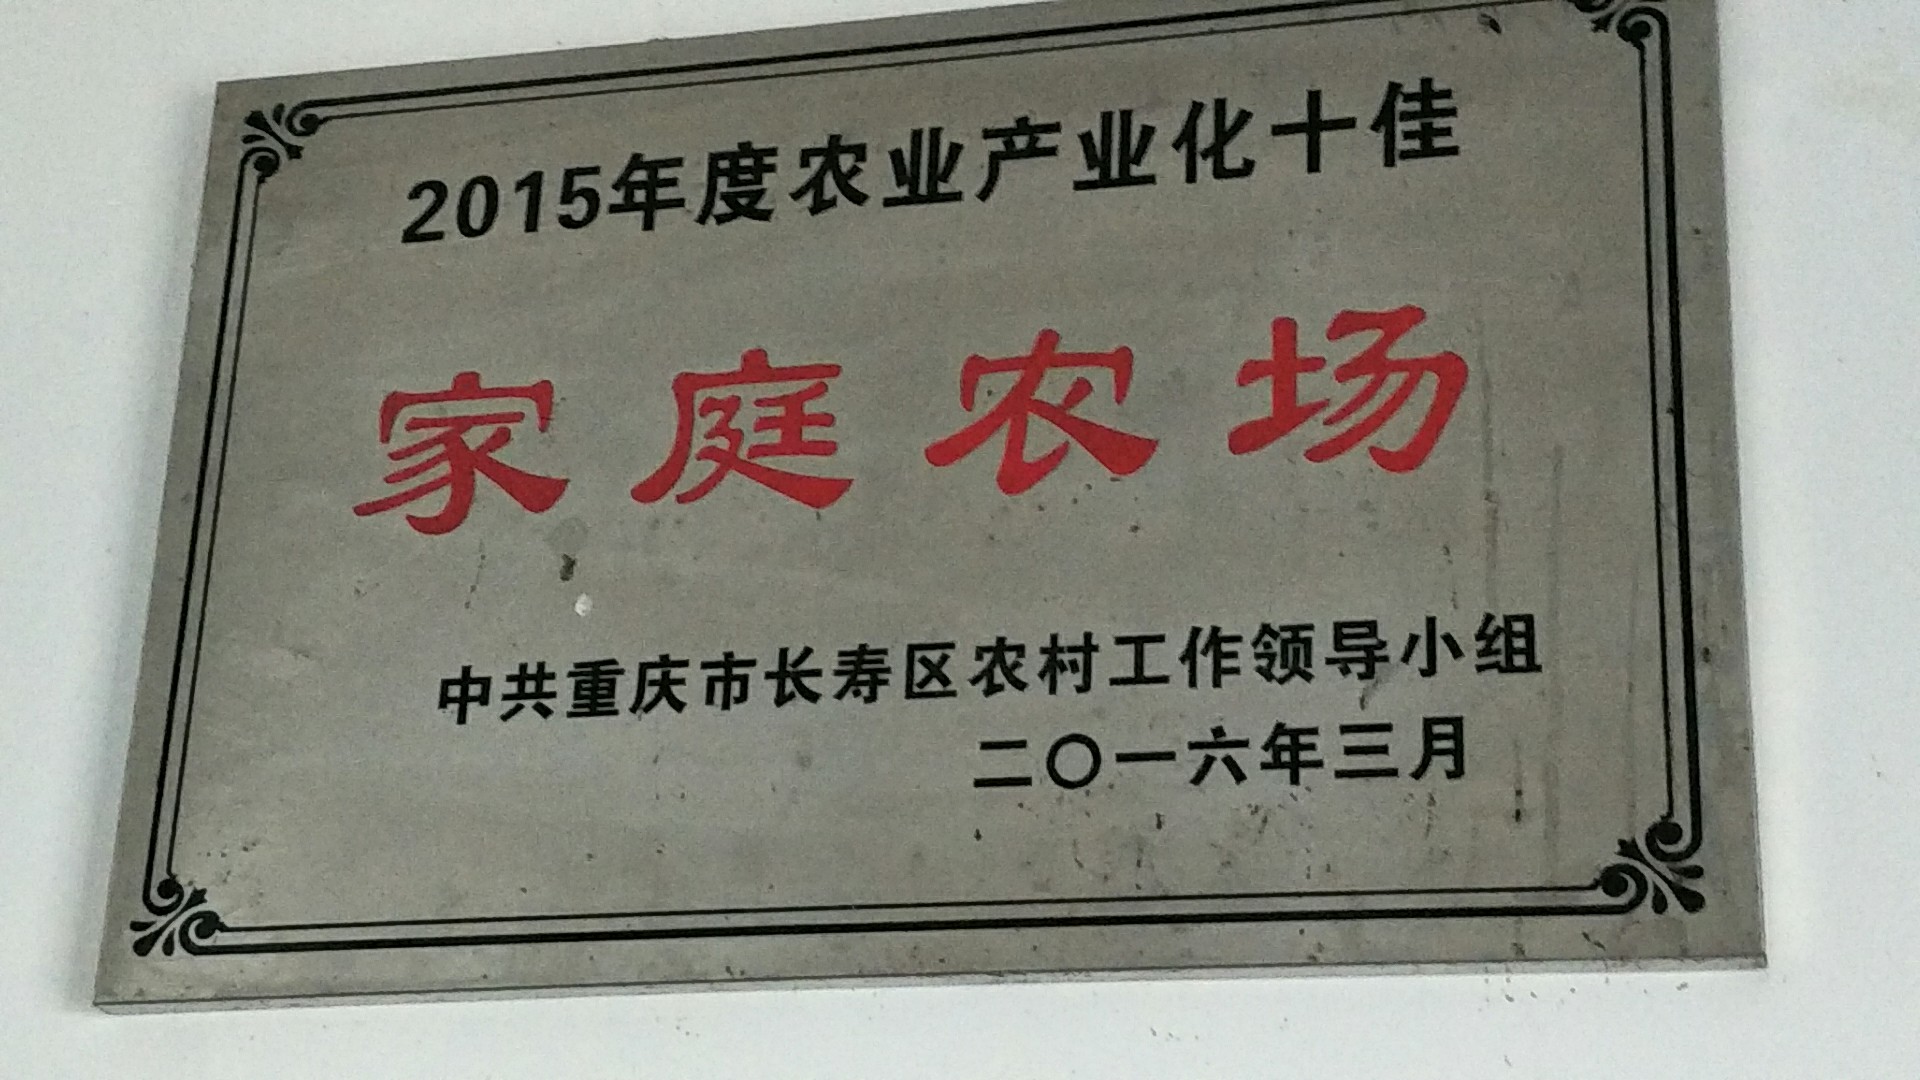 2015年度农业产业化十佳
家庭农场
中共重庆市长寿区农村工作领导小组
二〇一六年三月